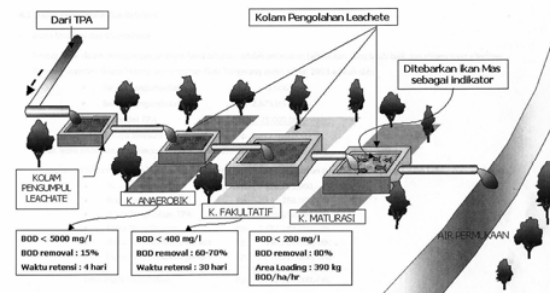 Dari TPA
Kolam Pengolahan Leachete
Ditebarkan ikan Mas
sebagai indikator
KOLAM
PENGUMPUL
LEACHATE
K. ANAEROBIK
K. FAKULTATIF
K. MATURASI
AIR PERMUKAAN
BOD < 5000 mg/l
BOD removal : 15%
Waktu retensi : 4 hari
BOD < 400 mg/l
BOD removal : 60-70%
Waktu retensi : 30 hari
BOD < 200 mg/l
BOD removal : 80%
Area Loading : 390 kg
BOD/ha/hr